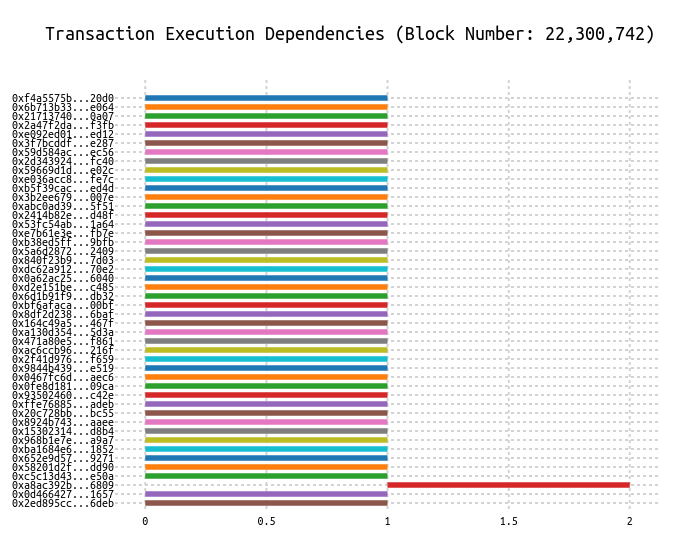 Transaction Execution Dependencies (Block Number: 22,300,742)
0xf4a5575b...20d0
0x6b713b33...e064
0x21713740...0a07
0x2a47f2da...f3fb
0xe092ed01...ed12
0x3f7bcddf...e287
0x59d584ac...ec56
0x2d343924...fc40
0x59669d1d...e02c
0xe036acc8...fe7c
0xb5f39cac...ed4d
0x3b2ee679...007e
0xabc0ad39...5f51
0x2414b82e...d48f
0x53fc54ab...1a64
0xe7b61e3e...fb7e
0xb38ed5ff...9bfb
0x5a6d2872...2409
0x840f23b9...7d03
0xdc62a912...70e2
0x0a62ac25...6040
0xd2e151be...c485
0x6d1b91f9...db32
0xbf6afaca...00bf
0x8df2d238...6baf
0x164c49a5...467f
0xa130d354...5d3a
0x471a80e5...f861
0xac6ccb96...216f
0x2f41d976...f659
0x9844b439...e519
0x0467fc6d...aec6
0x0fe8d181...09ca
0x93502460...c42e
0xffe76885...adeb
0x20c728bb...bc55
0x8924b743...aaee
0x15302314...d8b4
0x968b1e7e...a9a7
0xba1684e6...1852
0x652e9d57...9271
0x58201d2f...dd90
0xc5c13d43...e50a
0xa8ac392b...6809
0x0d466427...1657
0x2ed895cc...6deb
0 0.5 1 1.5 2